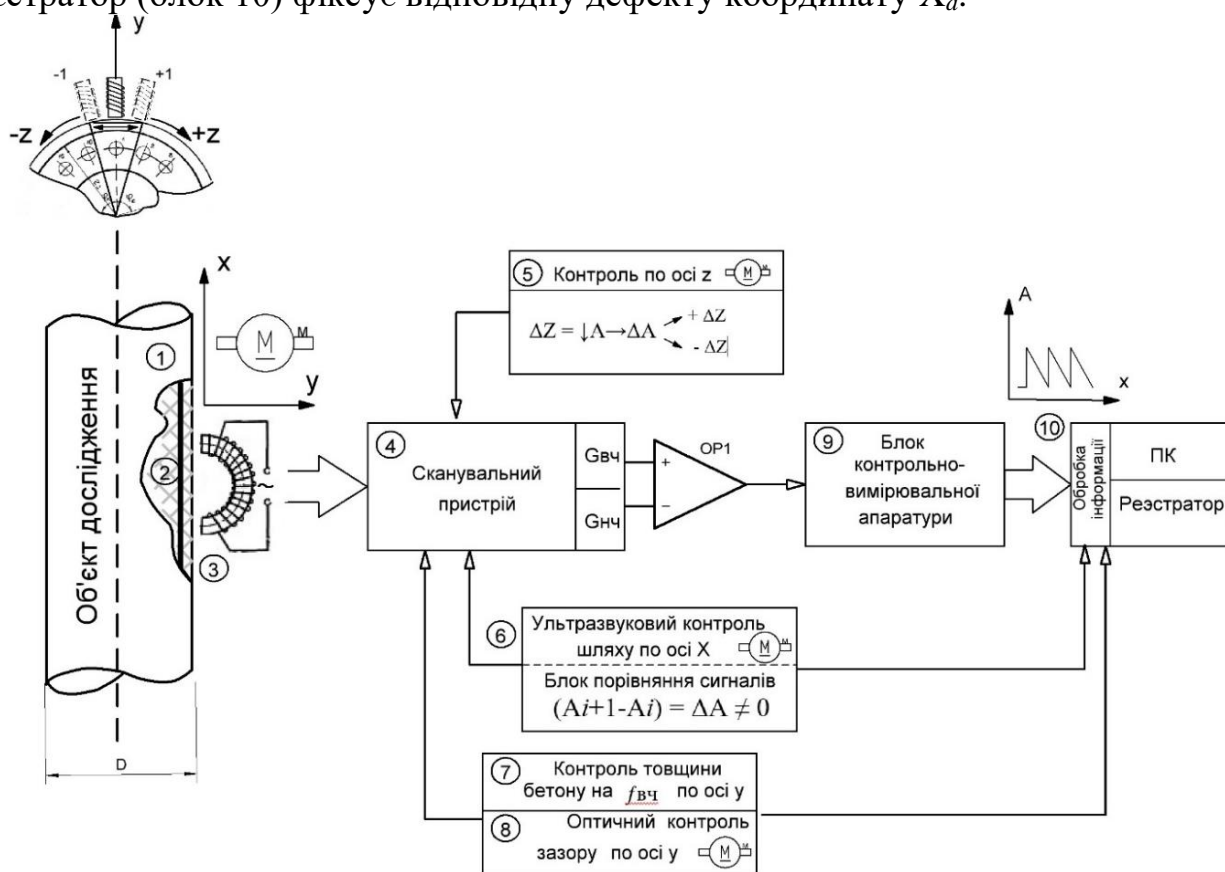 (блок 10) фіксує відповідну дефекту координату Xd.
y
-1
+1
-z
+z
x
M
M
y
1
Об'єкт дослідження
2
3
~
D
5 Контроль по осі z M
ΔZ = ↓A→ΔA
+ ΔZ
- ΔZ
4
Сканувальний
пристрій
Gвч
Gнч
+
−
OP1
9
Блок
контрольно-
вимірювальної
апаратури
A
x
10
Обробка
інформації
ПК
Реэстратор
6
Ультразвуковий контроль
шляху по осі X M
Блок порівняння сигналів
(Ai+1-Ai) = ΔA ≠ 0
7
Контроль товщини
бетону на fвч по осі y
8
Оптичний контроль
зазору по осі y M